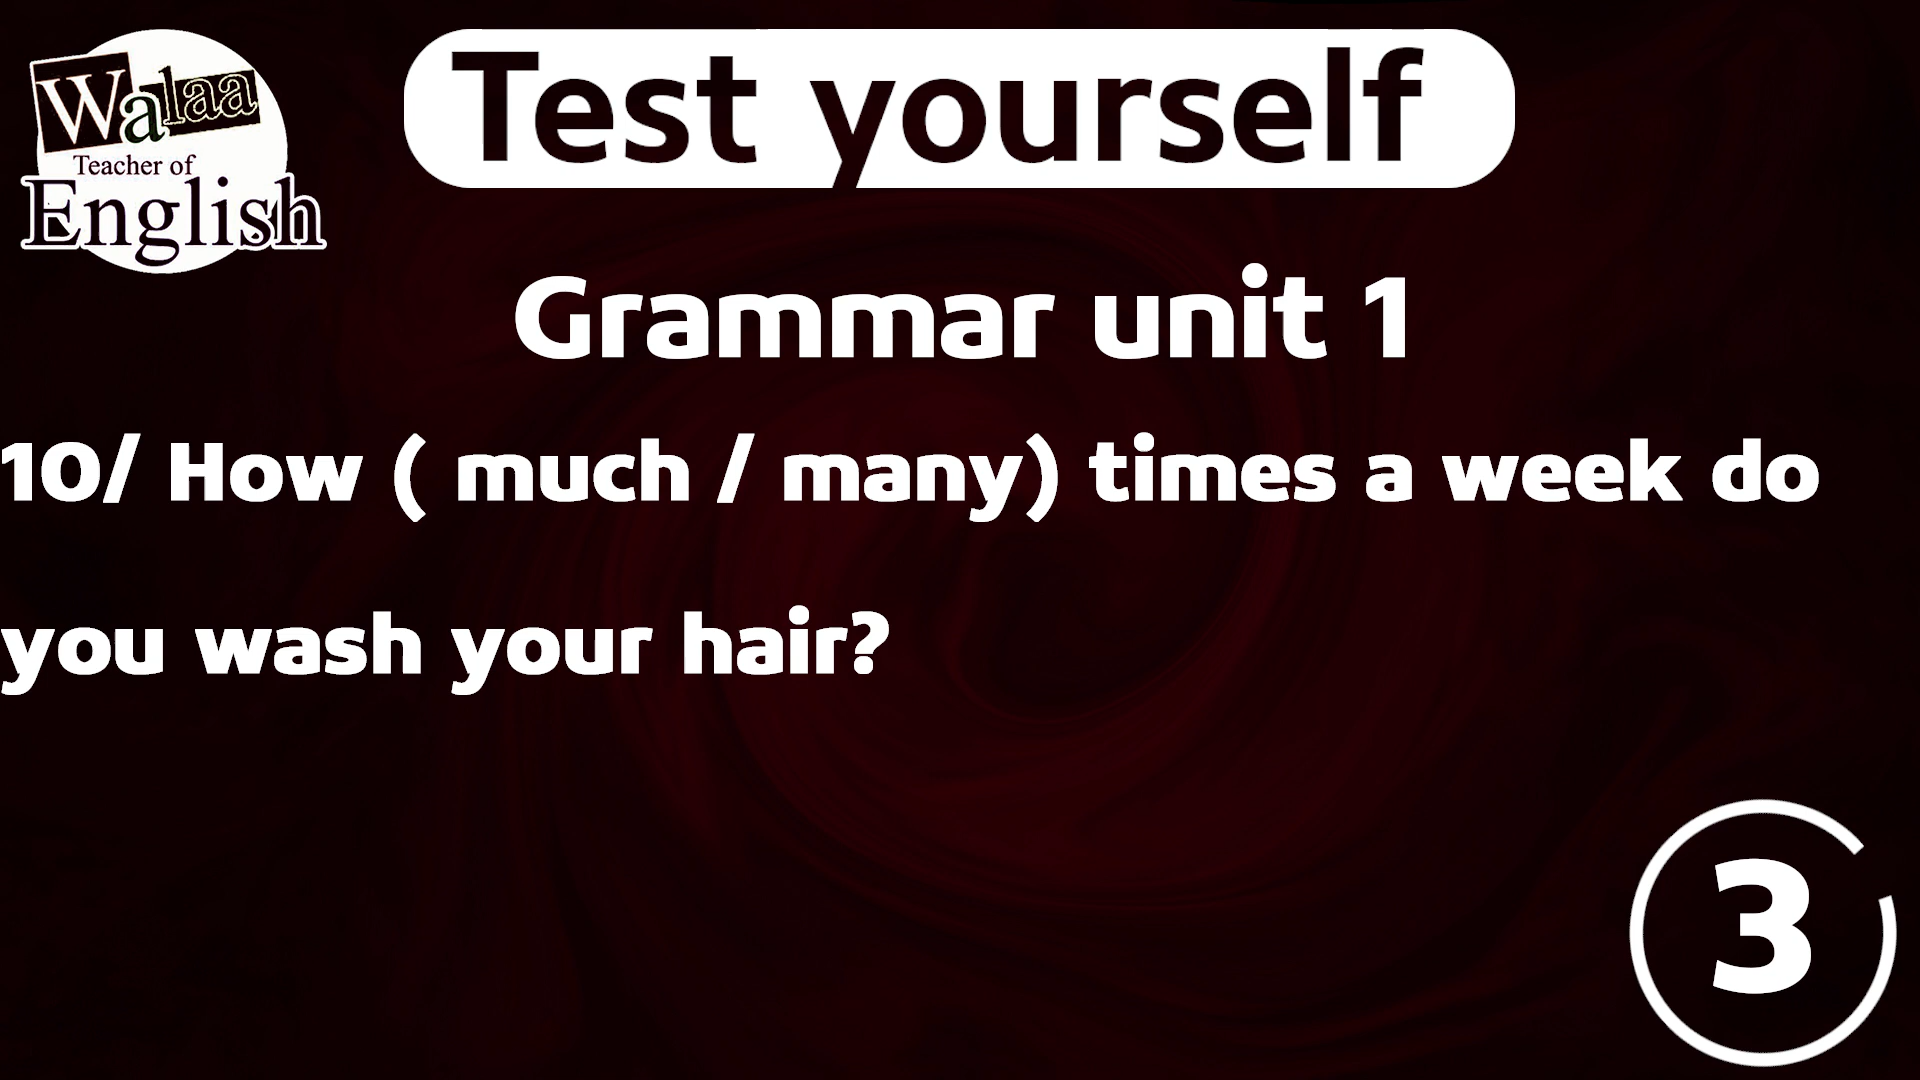 Walaa
Teacher of
English
Test yourself
Grammar unit 1
10/ How ( much / many) times a week do
you wash your hair?
3